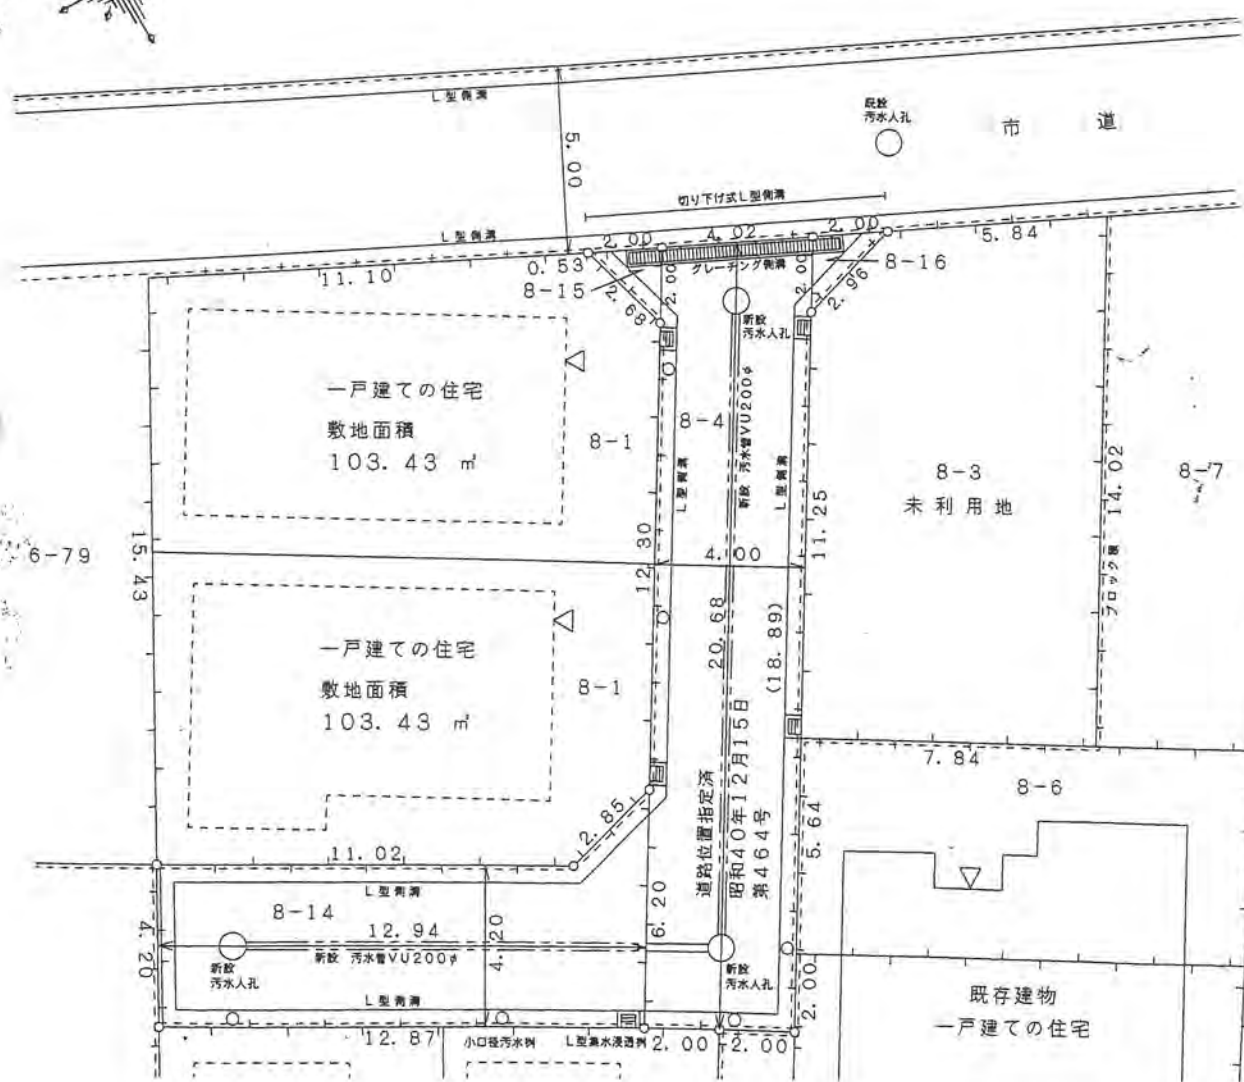 L型側溝
既設
汚水人孔
市道
5.00
切り下げ式L型側溝
L型側溝
2.00
4.02
2.00
5.84
グレーチング側溝
0.53
11.10
8-15
8-16
2.68
2.00
2.00
2.96
新設
汚水人孔
一戸建ての住宅
敷地面積
103.43 ㎡
8-1
8-4
L型側溝
新設 汚水管VU200φ
L型側溝
8-3
未利用地
ブロック塀 14.02
8-7
6-79
15.43
12.30
4.00
11.25
20.68
(18.89)
一戸建ての住宅
敷地面積
103.43 ㎡
8-1
道路位置指定済
昭和40年12月15日
第464号
7.84
8-6
5.64
2.85
11.02
L型側溝
8-14
12.94
新設 汚水管VU200φ
4.20
4.20
6.20
新設
汚水人孔
新設
汚水人孔
L型側溝
2.00
既存建物
一戸建ての住宅
12.87
小口径汚水桝
L型集水浸透桝
2.00
2.00